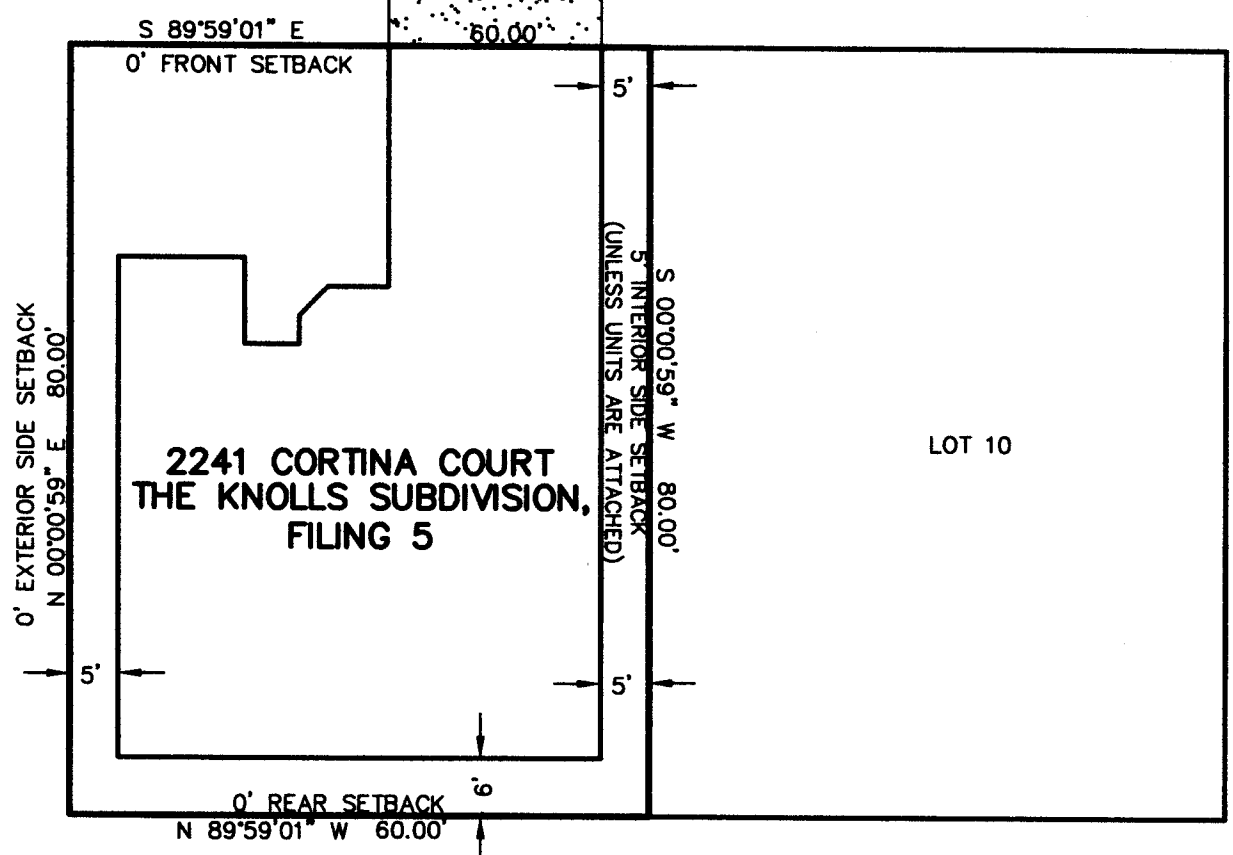 S 89°59'01" E 60.00'
0' FRONT SETBACK
5'
0' EXTERIOR SIDE SETBACK
N 00°00'59" E 80.00'
5' INTERIOR SIDE SETBACK
(UNLESS UNITS ARE ATTACHED)
S 00°00'59" W 80.00'
LOT 10
2241 CORTINA COURT
THE KNOLLS SUBDIVISION,
FILING 5
5'
5'
6'
0' REAR SETBACK
N 89°59'01" W 60.00'